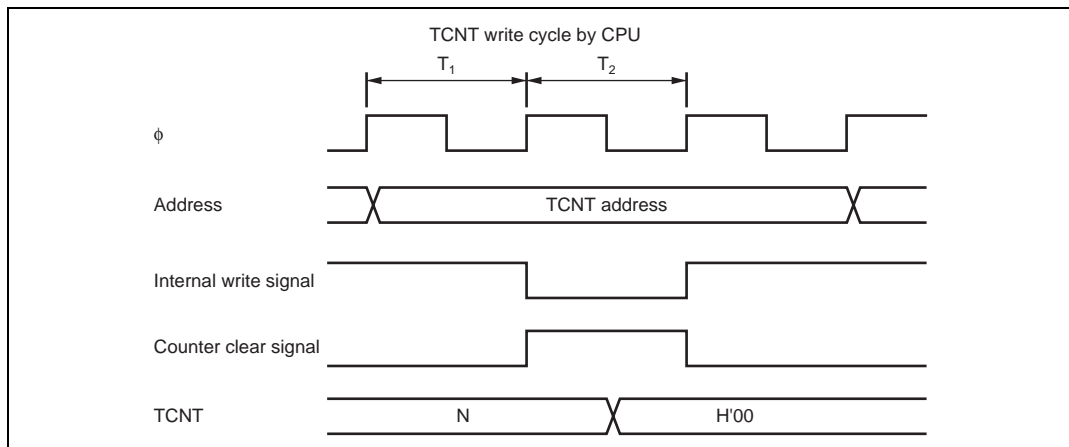 TCNT write cycle by CPU
T1 T2
ϕ
Address TCNT address
Internal write signal
Counter clear signal
TCNT N H'00